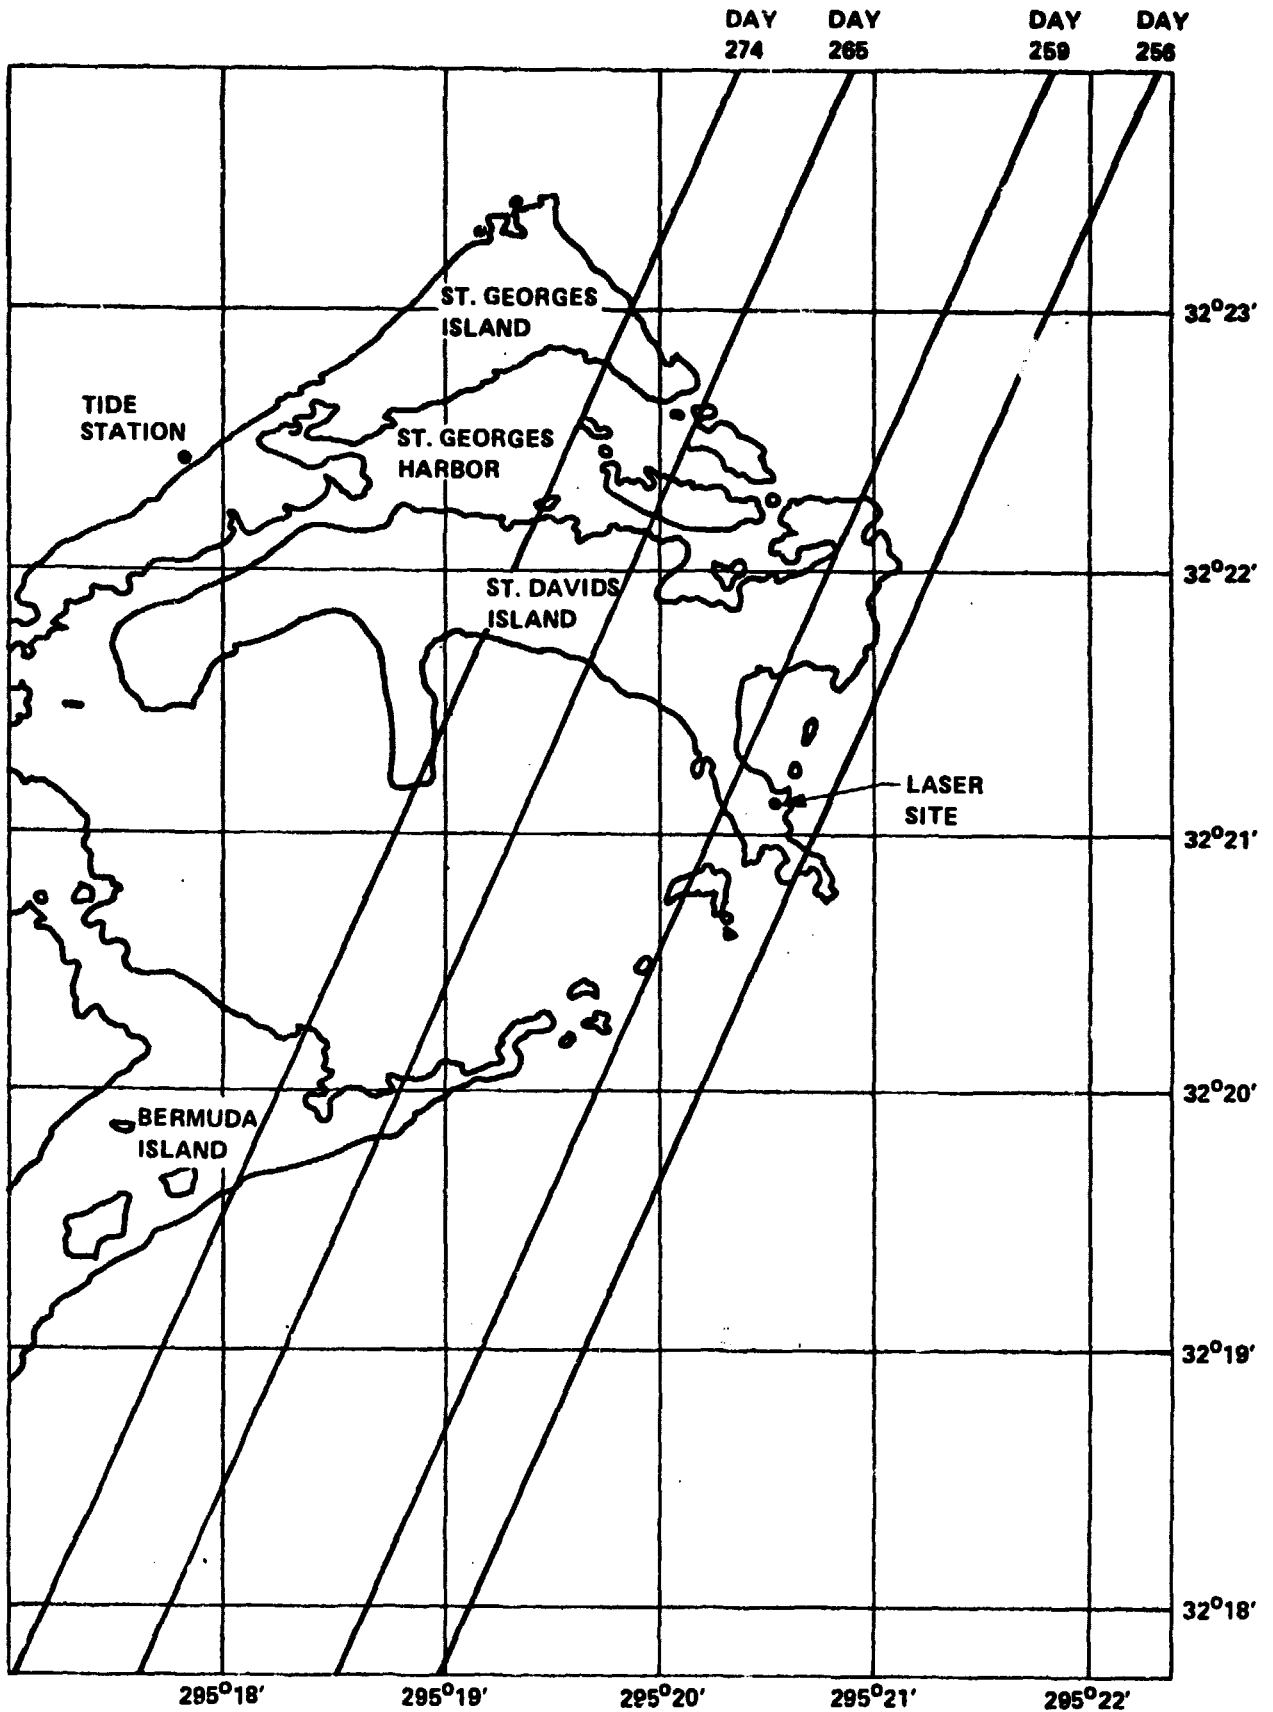 DAY
274
DAY
265
DAY
259
DAY
256
ST. GEORGES
ISLAND
32°23'
TIDE
STATION
ST. GEORGES
HARBOR
32°22'
ST. DAVIDS
ISLAND
LASER
SITE
32°21'
32°20'
BERMUDA
ISLAND
32°19'
32°18'
295°18'
295°19'
295°20'
295°21'
295°22'